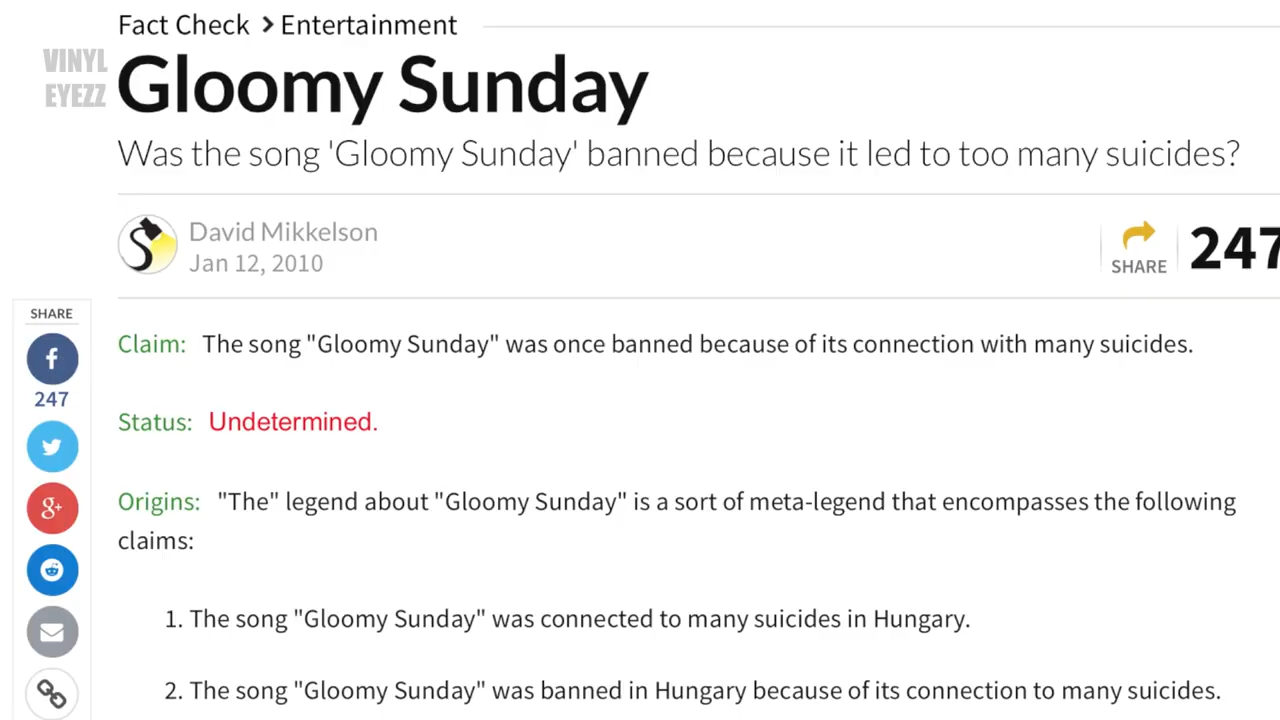 Fact Check > Entertainment
VINYL
EYEZZ
Gloomy Sunday
Was the song 'Gloomy Sunday' banned because it led to too many suicides?
David Mikkelson
Jan 12, 2010
SHARE
247
SHARE
247
Claim: The song "Gloomy Sunday" was once banned because of its connection with many suicides.
Status: Undetermined.
Origins: "The" legend about "Gloomy Sunday" is a sort of meta-legend that encompasses the following
claims:
1. The song "Gloomy Sunday" was connected to many suicides in Hungary.
2. The song "Gloomy Sunday" was banned in Hungary because of its connection to many suicides.